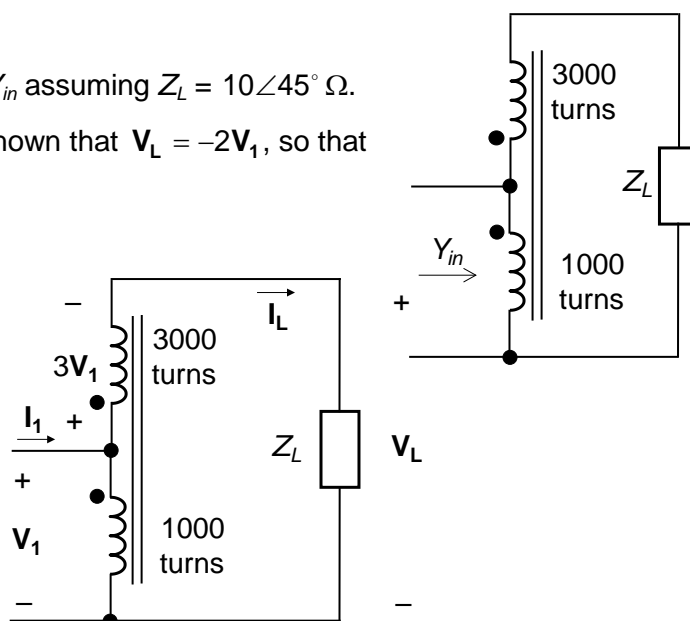 Y_in assuming Z_L = 10∠45° Ω.
hown that V_L = −2V_1, so that
3000
turns
Z_L
Y_in
1000
turns
+
−
I_L
3000
turns
3V_1
I_1
+
Z_L
V_L
+
V_1
1000
turns
−
−